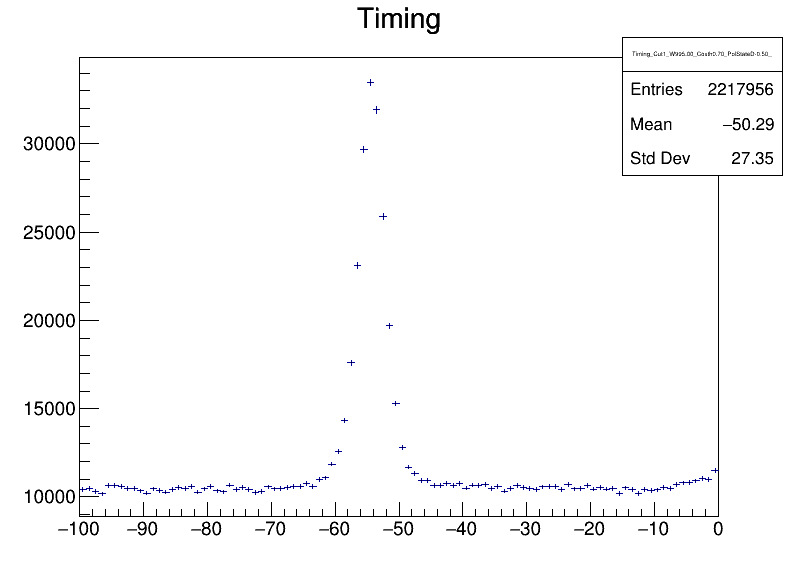 Timing
Timing_Cut1_W995.00_Costh0.70_PolStateD-0.50_
Entries 2217956
Mean −50.29
Std Dev 27.35
30000
25000
20000
15000
10000
−100 −90 −80 −70 −60 −50 −40 −30 −20 −10 0